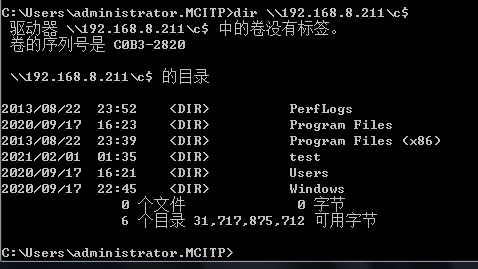 C:\Users\administrator.MCITP>dir \\192.168.8.211\c$
驱动器 \\192.168.8.211\c$ 中的卷没有标签。
卷的序列号是 C0B3-2820
\\192.168.8.211\c$ 的目录
2013/08/22  23:52    <DIR>          PerfLogs
2020/09/17  16:23    <DIR>          Program Files
2013/08/22  23:39    <DIR>          Program Files (x86)
2021/02/01  01:35    <DIR>          test
2020/09/17  16:21    <DIR>          Users
2020/09/17  22:45    <DIR>          Windows
0 个文件              0 字节
6 个目录 31,717,875,712 可用字节
C:\Users\administrator.MCITP>